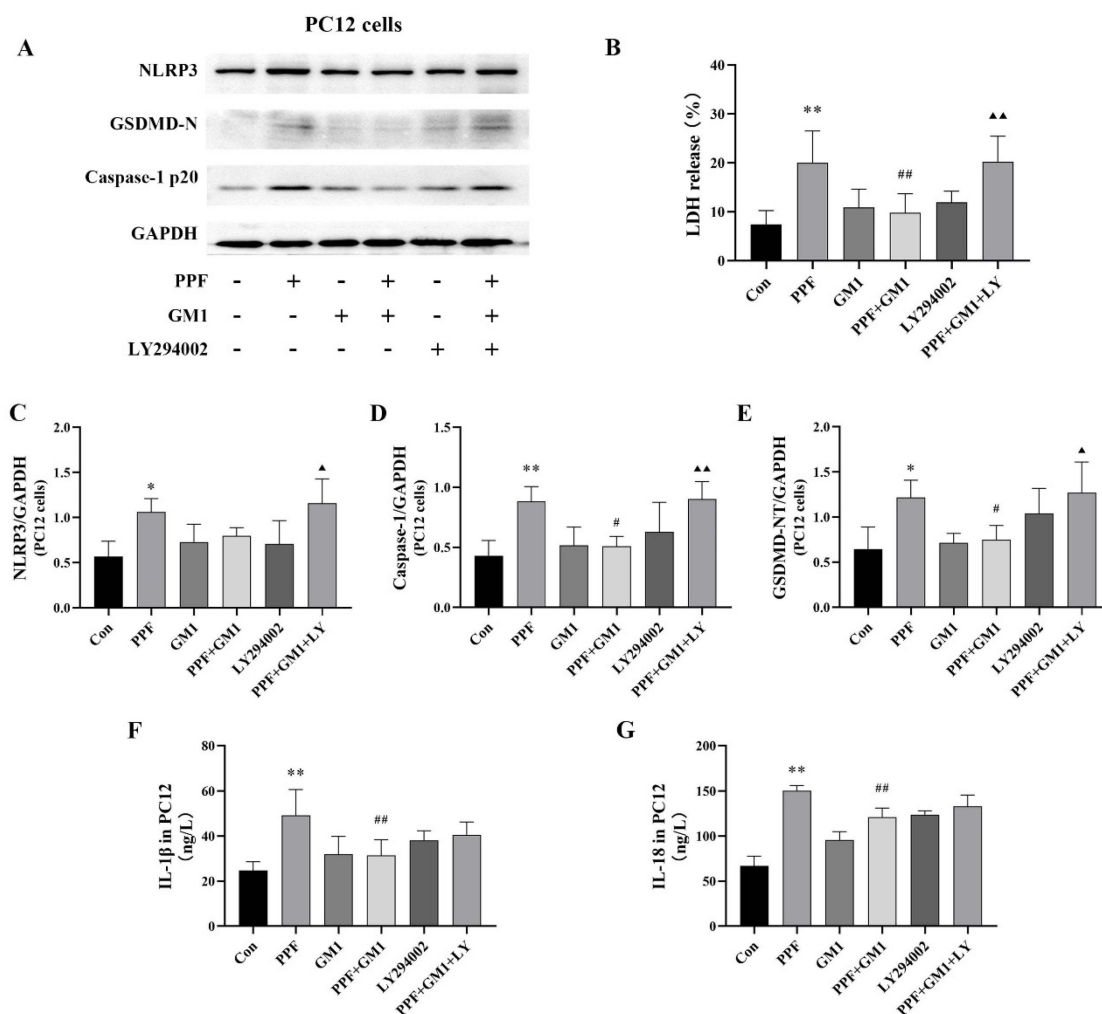 PC12 cells
A
NLRP3
GSDMD-N
Caspase-1 p20
GAPDH
PPF - + - + - +
GM1 - - + + - +
LY294002 - - - - + +
B
LDH release (%)
40
30
20
10
0
**
##
▲▲
Con
PPF
GM1
PPF+GM1
LY294002
PPF+GM1+LY
C
NLRP3/GAPDH
(PC12 cells)
2.0
1.5
1.0
0.5
0.0
*
▲
Con
PPF
GM1
PPF+GM1
LY294002
PPF+GM1+LY
D
Caspase-1/GAPDH
(PC12 cells)
1.5
1.0
0.5
0.0
**
#
▲▲
Con
PPF
GM1
PPF+GM1
LY294002
PPF+GM1+LY
E
GSDMD-NT/GAPDH
(PC12 cells)
2.0
1.5
1.0
0.5
0.0
*
#
▲
Con
PPF
GM1
PPF+GM1
LY294002
PPF+GM1+LY
F
IL-1β in PC12
(ng/L)
80
60
40
20
0
**
##
Con
PPF
GM1
PPF+GM1
LY294002
PPF+GM1+LY
G
IL-18 in PC12
(ng/L)
200
150
100
50
0
**
##
Con
PPF
GM1
PPF+GM1
LY294002
PPF+GM1+LY